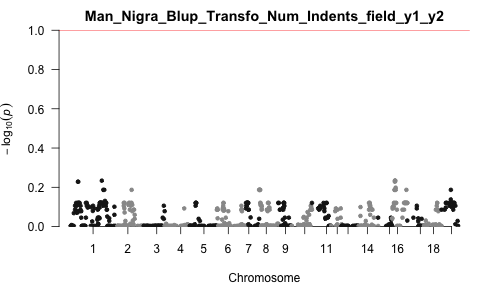 Man_Nigra_Blup_Transfo_Num_Indents_field_y1_y2
1.0
0.8
0.6
0.4
0.2
0.0
− log₁₀(p)
1 2 3 4 5 6 7 8 9 11 14 16 18
Chromosome